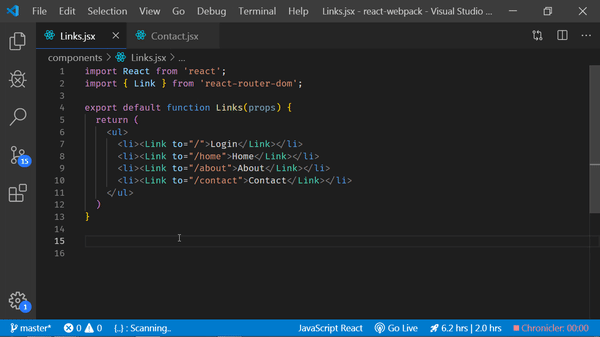 File Edit Selection View Go Debug Terminal Help Links.jsx - react-webpack - Visual Studio ...
Links.jsx Contact.jsx
components > Links.jsx > ...
1 import React from 'react';
2 import { Link } from 'react-router-dom';
3
4 export default function Links(props) {
5 return (
6 <ul>
7 <li><Link to="/">Login</Link></li>
8 <li><Link to="/home">Home</Link></li>
9 <li><Link to="/about">About</Link></li>
10 <li><Link to="/contact">Contact</Link></li>
11 </ul>
12 )
13 }
14
15
16
15
1
master* 0 0 {..} : Scanning.. JavaScript React Go Live 6.2 hrs | 2.0 hrs Chronicler: 00:00